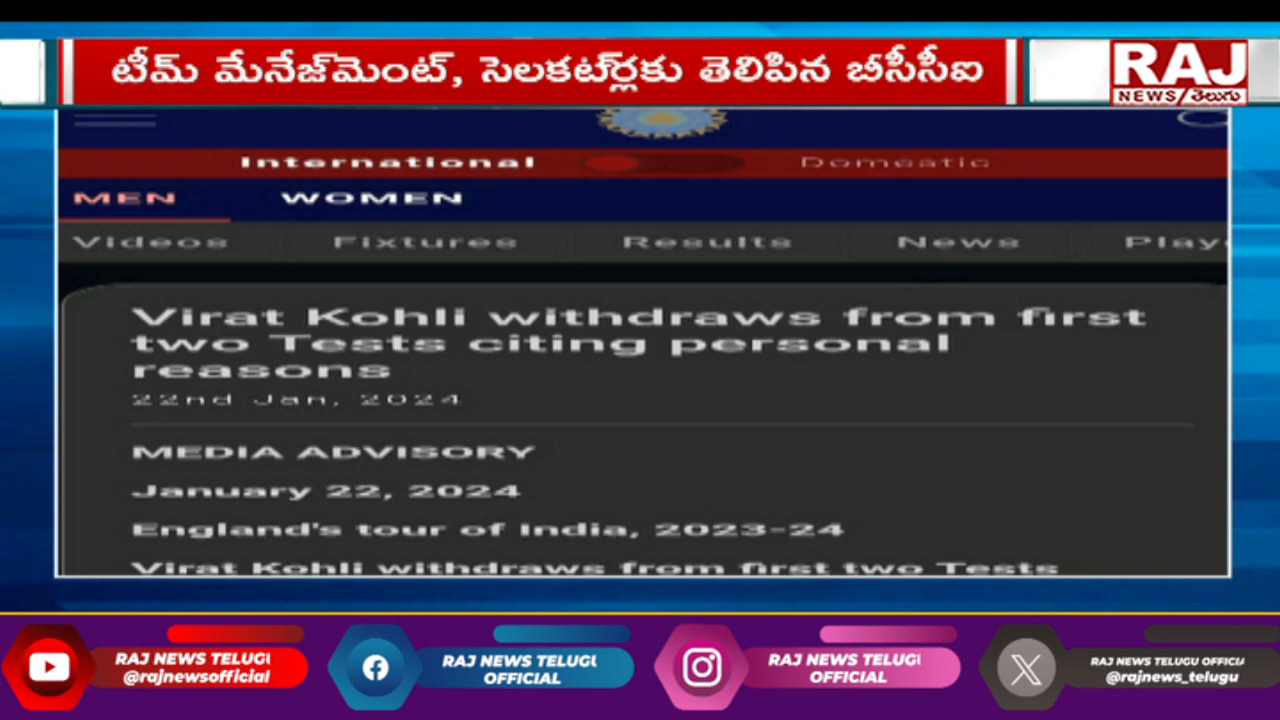 టీమ్ మేనేజ్‌మెంట్, సెలకటర్లకు తెలిపిన బీసీసీఐ
RAJ
NEWS తెలుగు
International Domestic
MEN WOMEN
Videos Fixtures Results News
Virat Kohli withdraws from first
two Tests citing personal
reasons
22nd Jan, 2024
MEDIA ADVISORY
January 22, 2024
England's tour of India, 2023-24
Virat Kohli withdraws from first two Tests
RAJ NEWS TELUGU
@rajnewsofficial
RAJ NEWS TELUGU
OFFICIAL
RAJ NEWS TELUGU
OFFICIAL
RAJ NEWS TELUGU
@rajnews_telugu